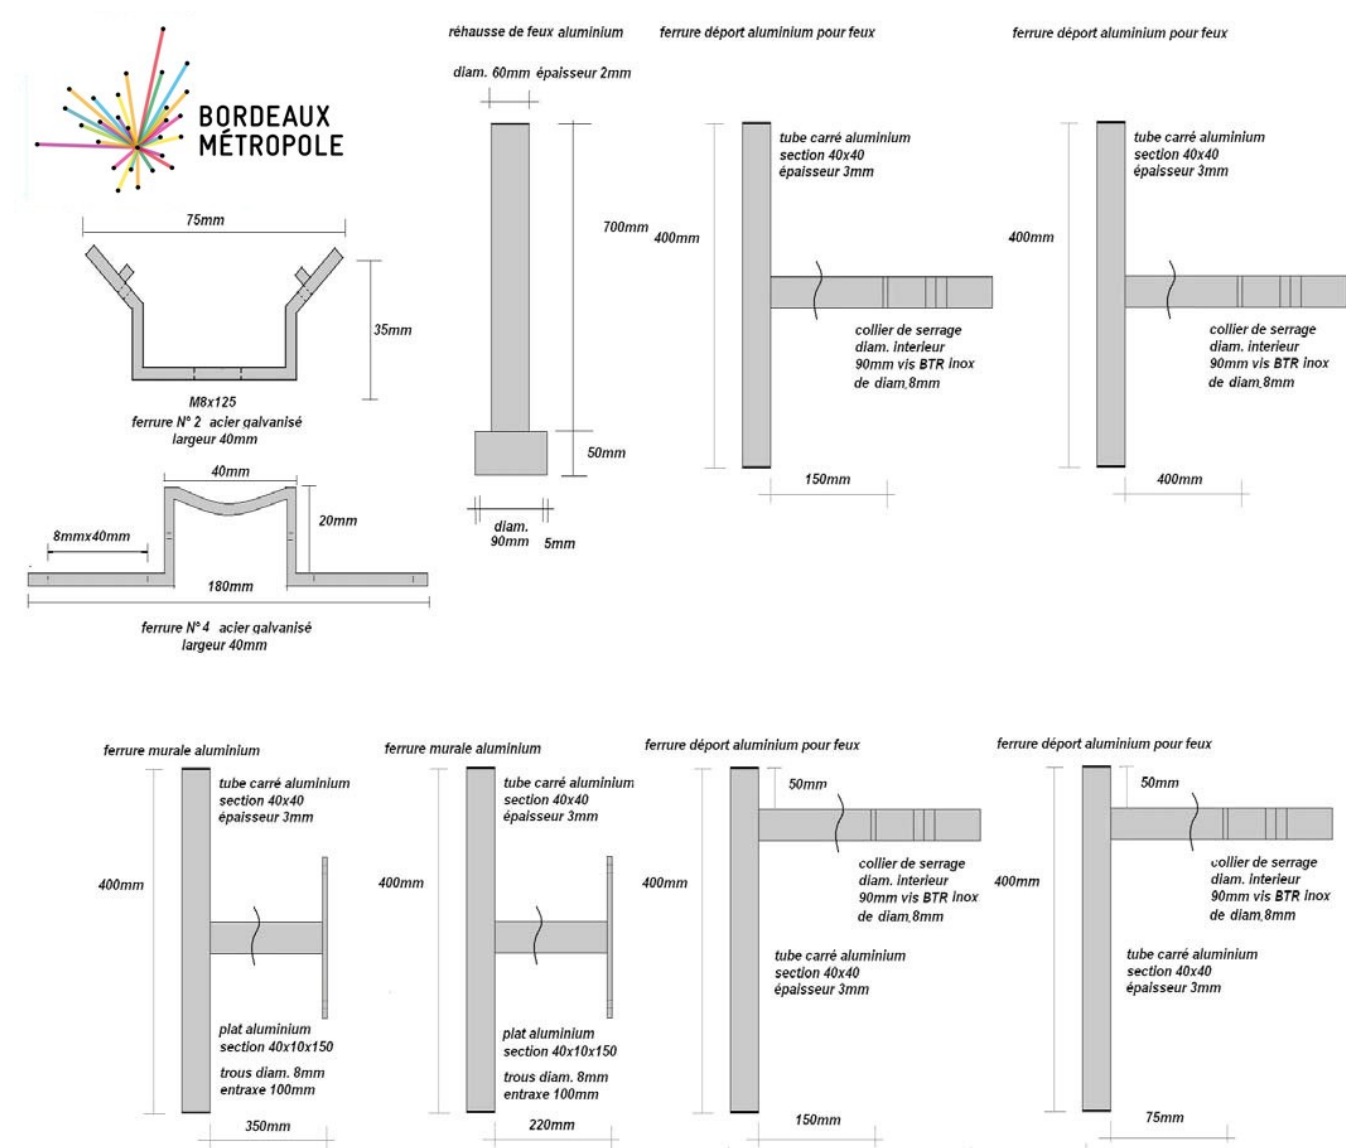 BORDEAUX
MÉTROPOLE
75mm
35mm
M8x125
ferrure N° 2 acier galvanisé
largeur 40mm
40mm
20mm
8mmx40mm
180mm
ferrure N° 4 acier galvanisé
largeur 40mm
réhausse de feux aluminium
diam. 60mm épaisseur 2mm
700mm
50mm
diam.
90mm
5mm
ferrure déport aluminium pour feux
tube carré aluminium
section 40x40
épaisseur 3mm
400mm
collier de serrage
diam. interieur
90mm vis BTR inox
de diam.8mm
150mm
ferrure déport aluminium pour feux
tube carré aluminium
section 40x40
épaisseur 3mm
400mm
collier de serrage
diam. interieur
90mm vis BTR inox
de diam.8mm
400mm
ferrure murale aluminium
tube carré aluminium
section 40x40
épaisseur 3mm
400mm
plat aluminium
section 40x10x150
trous diam. 8mm
entraxe 100mm
350mm
ferrure murale aluminium
tube carré aluminium
section 40x40
épaisseur 3mm
400mm
plat aluminium
section 40x10x150
trous diam. 8mm
entraxe 100mm
220mm
ferrure déport aluminium pour feux
50mm
400mm
collier de serrage
diam. interieur
90mm vis BTR inox
de diam.8mm
tube carré aluminium
section 40x40
épaisseur 3mm
150mm
ferrure déport aluminium pour feux
50mm
400mm
collier de serrage
diam. interieur
90mm vis BTR inox
de diam.8mm
tube carré aluminium
section 40x40
épaisseur 3mm
75mm